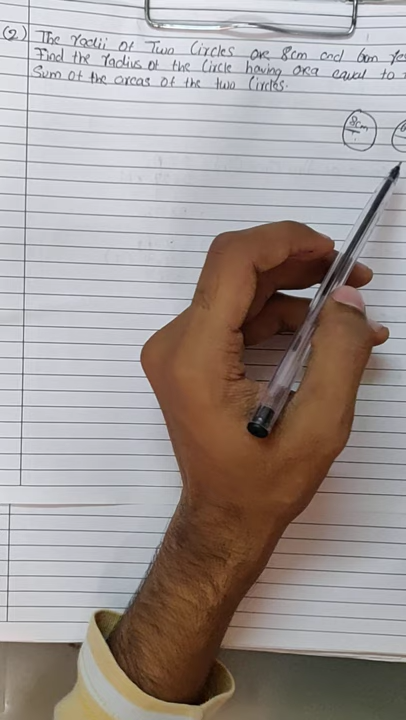 (2) The radii of Two Circles are 8cm and 6cm
Find the radius of the Circle having area equal to
Sum of the areas of the two Circles.
8cm